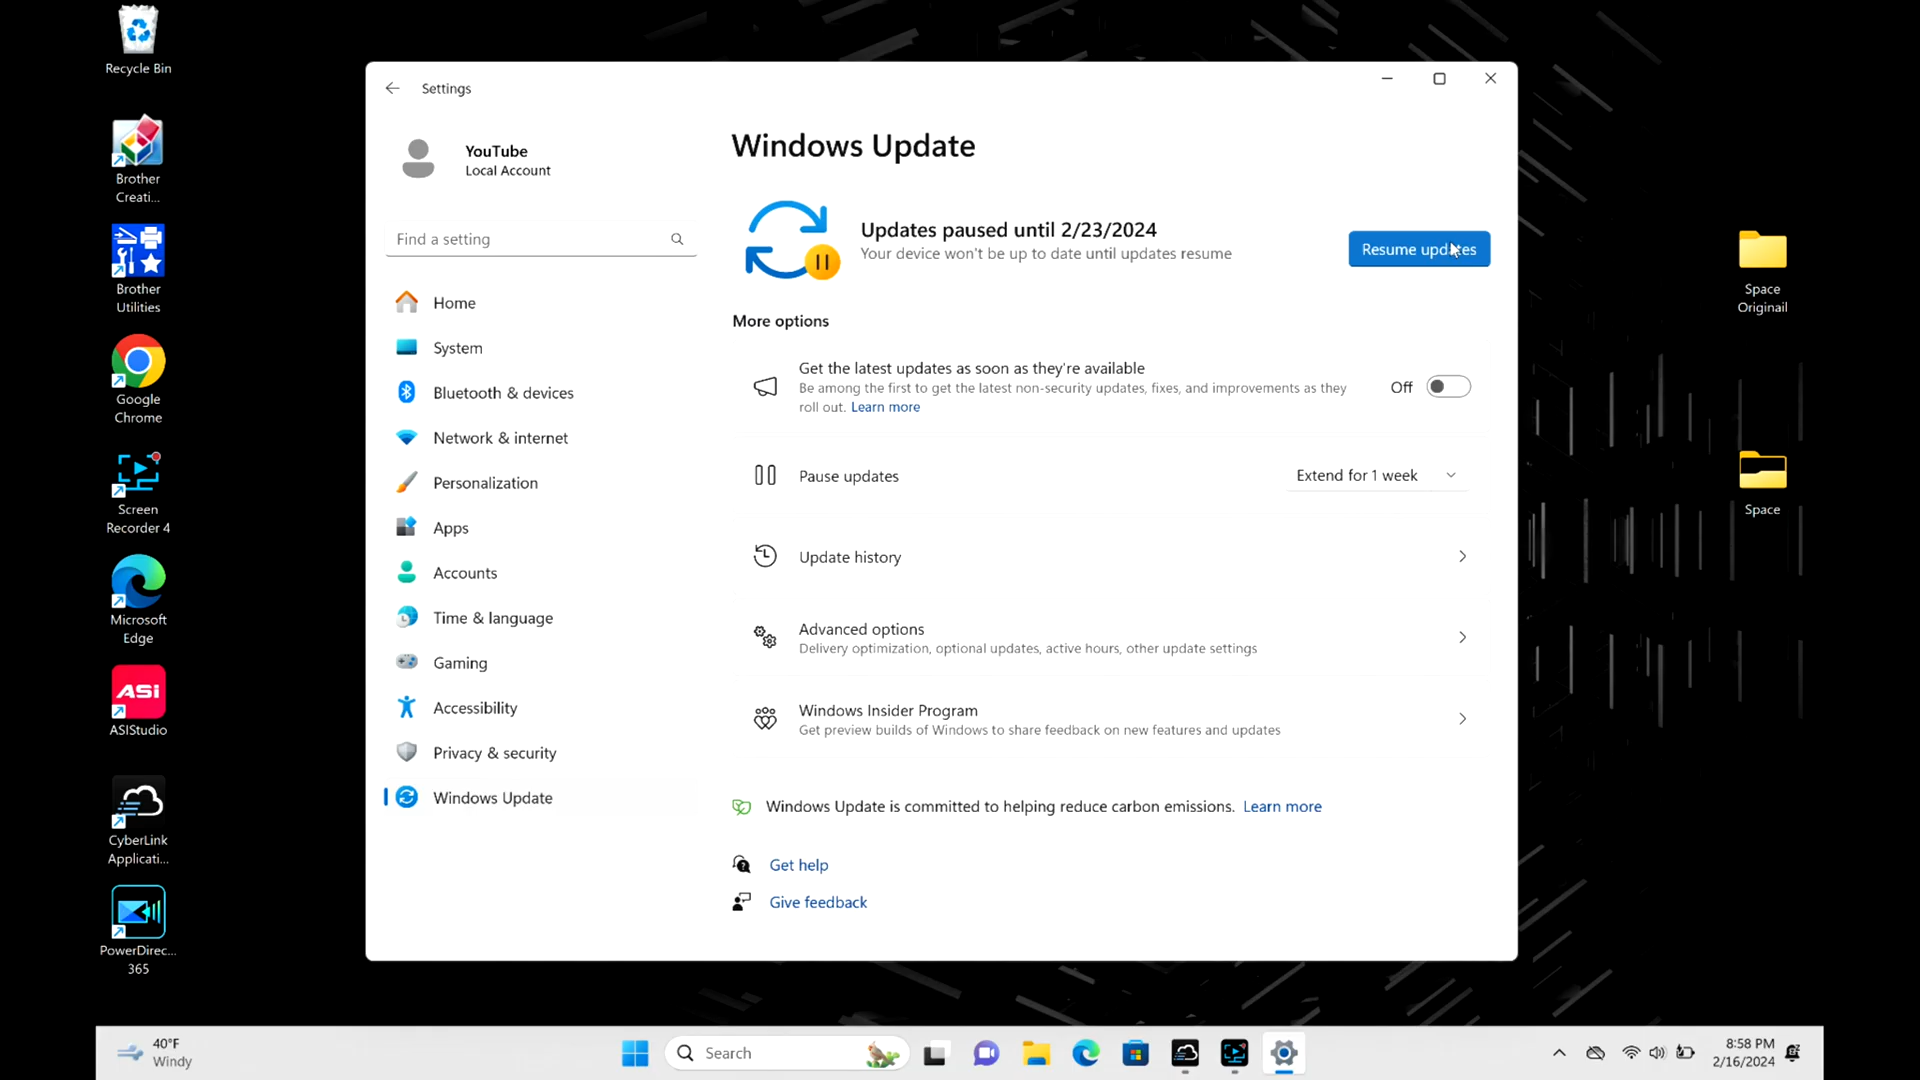 Recycle Bin
Brother
Creati...
Brother
Utilities
Google
Chrome
Screen
Recorder 4
Microsoft
Edge
ASi
ASIStudio
CyberLink
Applicati...
PowerDirec...
365
Settings
YouTube
Local Account
Find a setting
Home
System
Bluetooth & devices
Network & internet
Personalization
Apps
Accounts
Time & language
Gaming
Accessibility
Privacy & security
Windows Update
Windows Update
Updates paused until 2/23/2024
Your device won't be up to date until updates resume
Resume updates
More options
Get the latest updates as soon as they're available
Be among the first to get the latest non-security updates, fixes, and improvements as they
roll out. Learn more
Off
Pause updates
Extend for 1 week
Update history
Advanced options
Delivery optimization, optional updates, active hours, other update settings
Windows Insider Program
Get preview builds of Windows to share feedback on new features and updates
Windows Update is committed to helping reduce carbon emissions. Learn more
Get help
Give feedback
Space
Originail
Space
40°F
Windy
Search
8:58 PM
2/16/2024